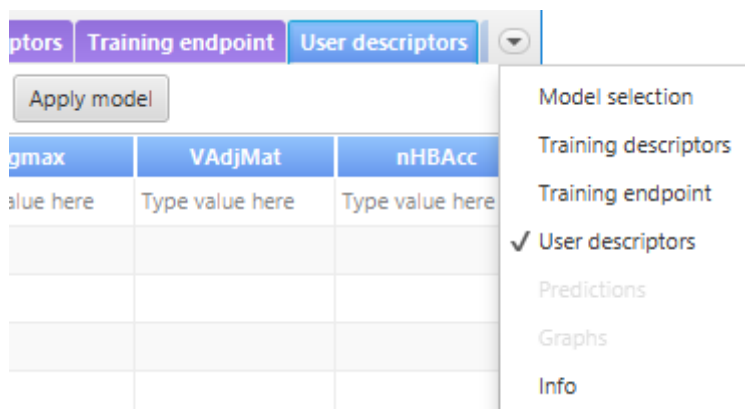 ptors Training endpoint User descriptors
Apply model
gmax VAdjMat nHBAcc
alue here Type value here Type value here
Model selection
Training descriptors
Training endpoint
✓ User descriptors
Predictions
Graphs
Info